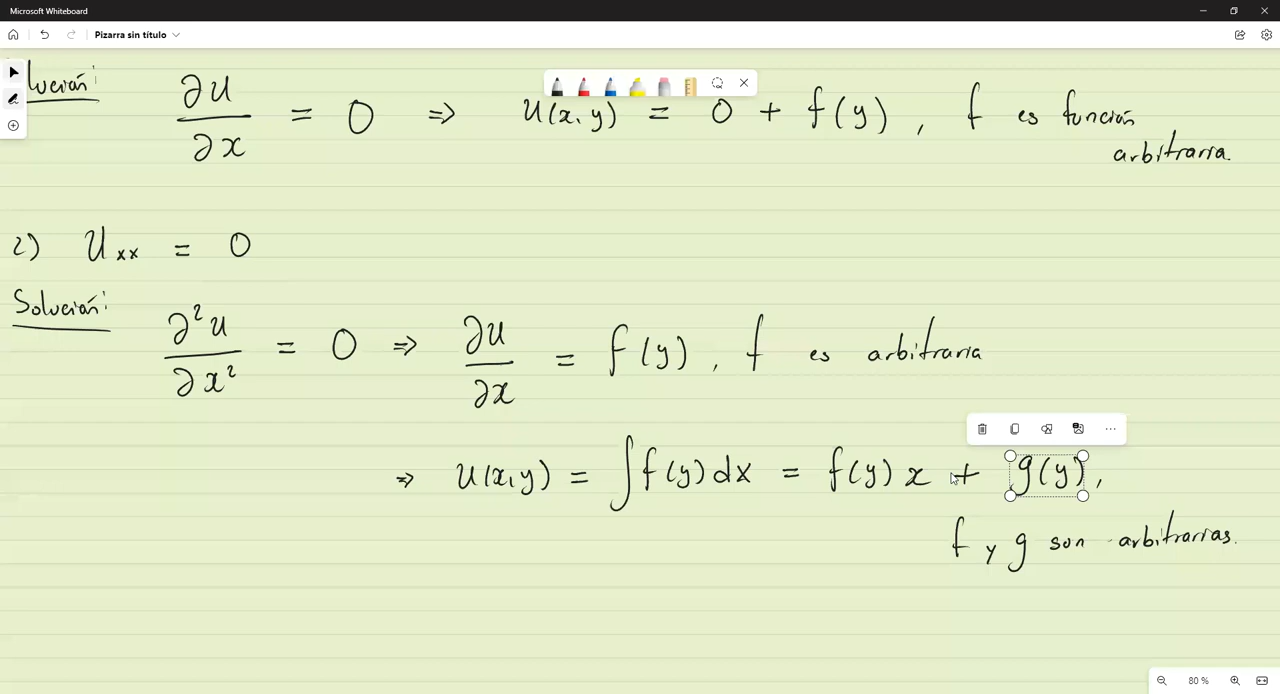 Microsoft Whiteboard
Pizarra sin título
lución:
∂u/∂x = 0 ⇒ u(x,y) = 0 + f(y), f es función
arbitraria.
2) Uxx = 0
Solución:
∂²u/∂x² = 0 ⇒ ∂u/∂x = f(y), f es arbitraria
⇒ u(x,y) = ∫f(y)dx = f(y)x + g(y),
f y g son arbitrarias.
80 %